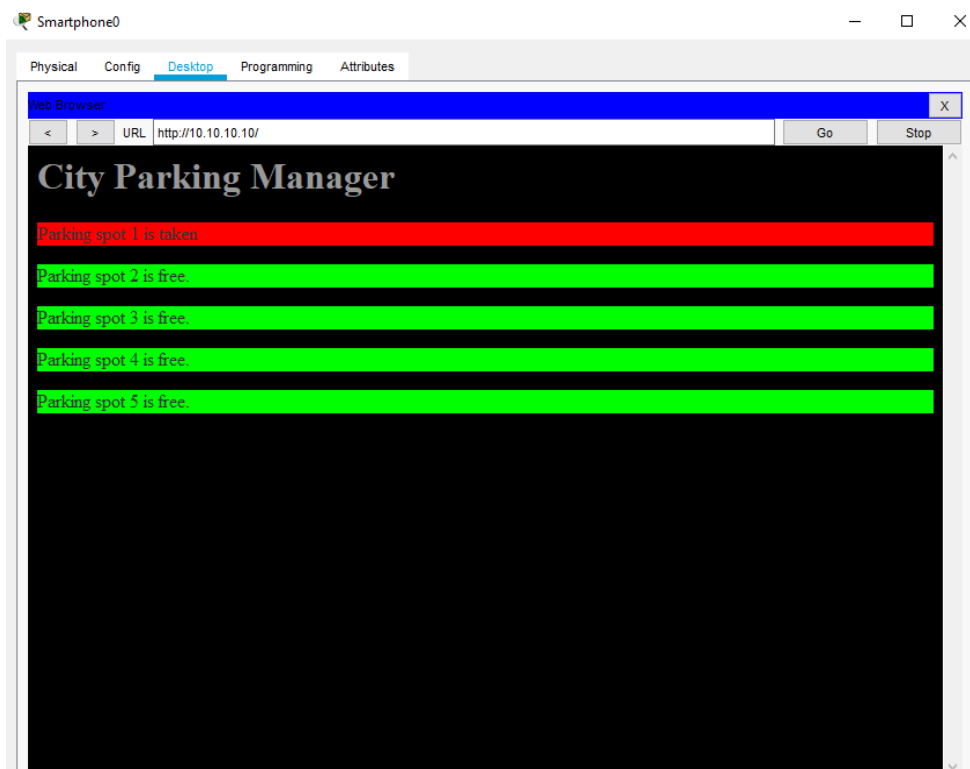 Smartphone0
Physical Config Desktop Programming Attributes
Web Browser
X
< > URL http://10.10.10.10/ Go Stop
City Parking Manager
Parking spot 1 is taken
Parking spot 2 is free.
Parking spot 3 is free.
Parking spot 4 is free.
Parking spot 5 is free.